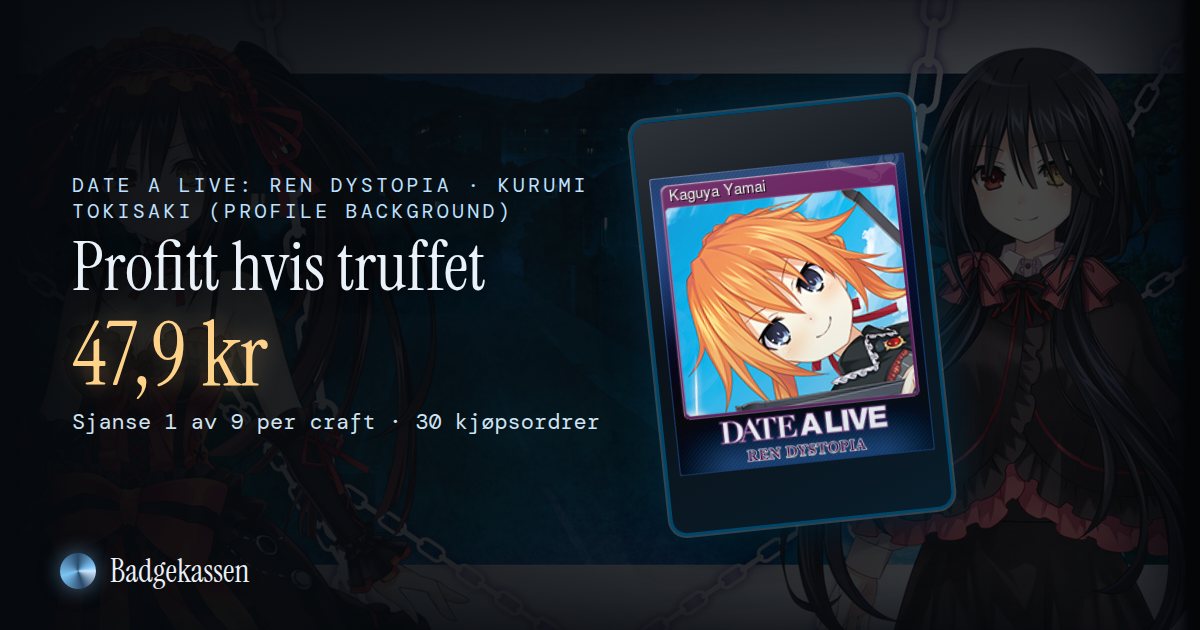 DATE A LIVE: REN DYSTOPIA · KURUMI
TOKISAKI (PROFILE BACKGROUND)
Profitt hvis truffet
47,9 kr
Sjanse 1 av 9 per craft · 30 kjøpsordrer
Badgekassen
Kaguya Yamai
DATE A LIVE
REN DYSTOPIA